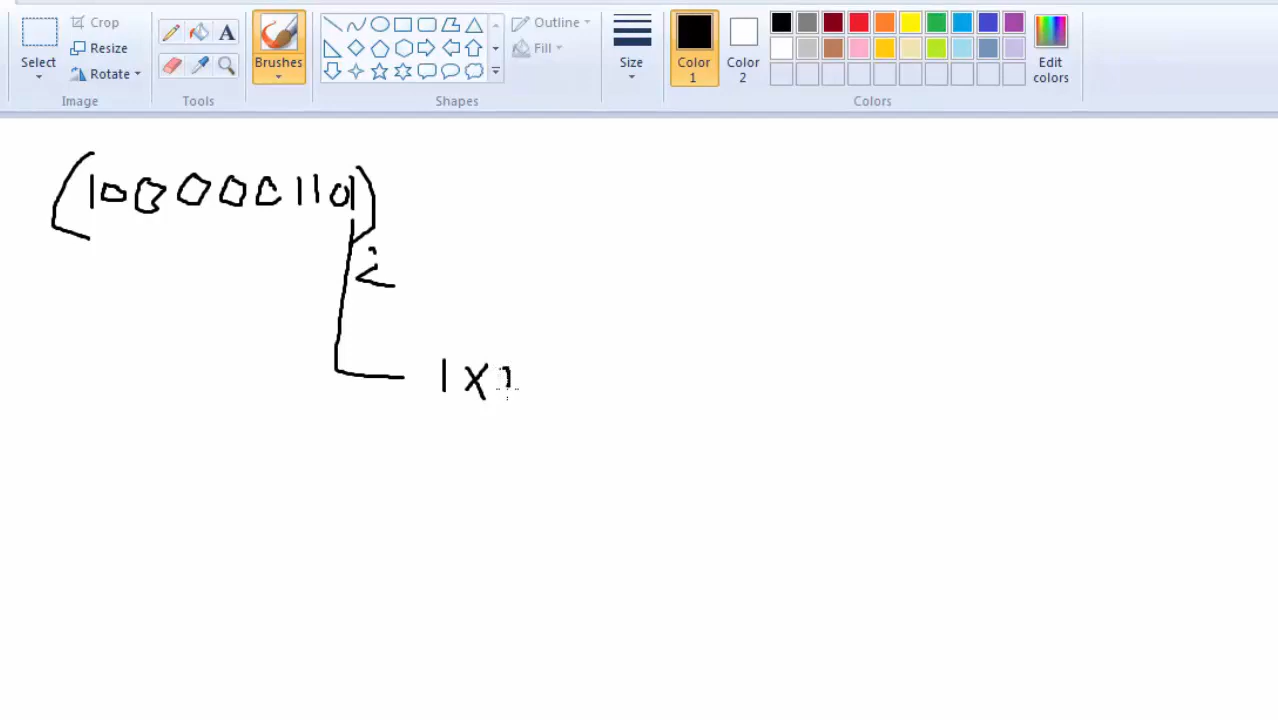 Crop
Resize
Rotate
Select
A
Brushes
Outline
Fill
Size
Color 1
Color 2
Edit colors
Image
Tools
Shapes
Colors
(1000001101)
2
1 X